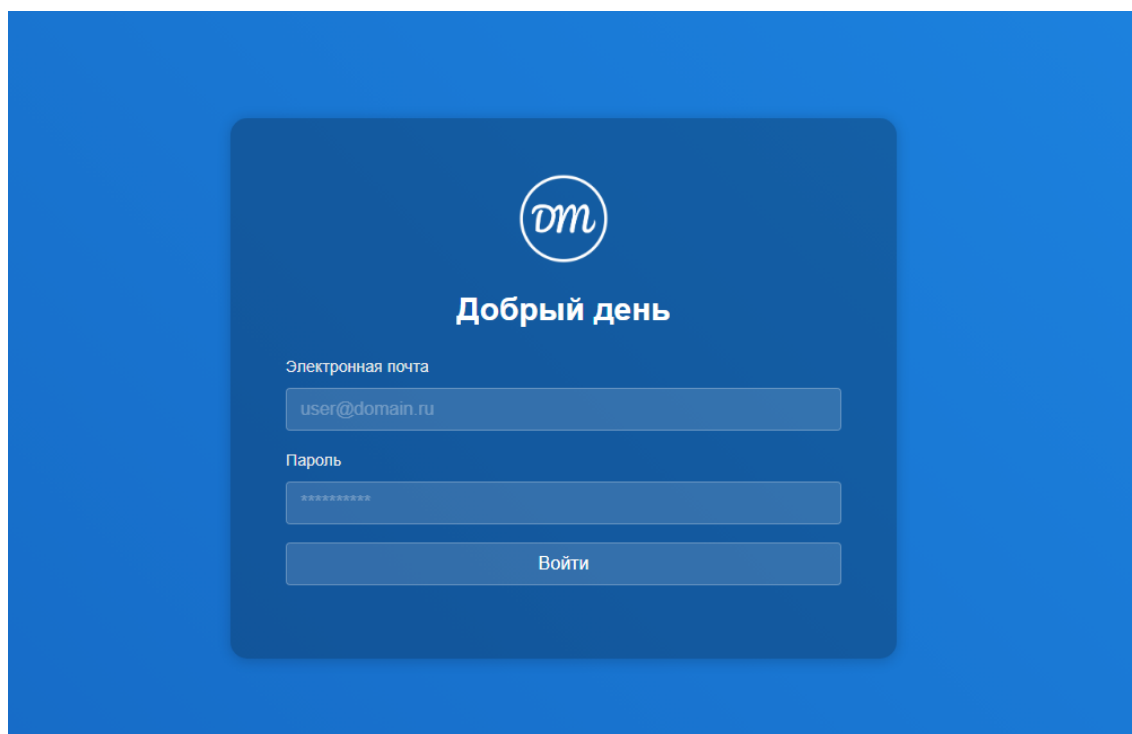 DM
Добрый день
Электронная почта
user@domain.ru
Пароль
**********
Войти